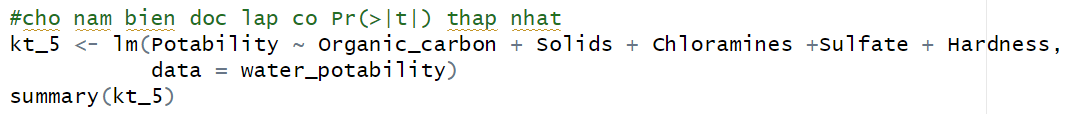 #cho nam bien doc lap co Pr(>|t|) thap nhat
kt_5 <- lm(Potability ~ Organic_carbon + Solids + Chloramines +Sulfate + Hardness,
data = water_potability)
summary(kt_5)